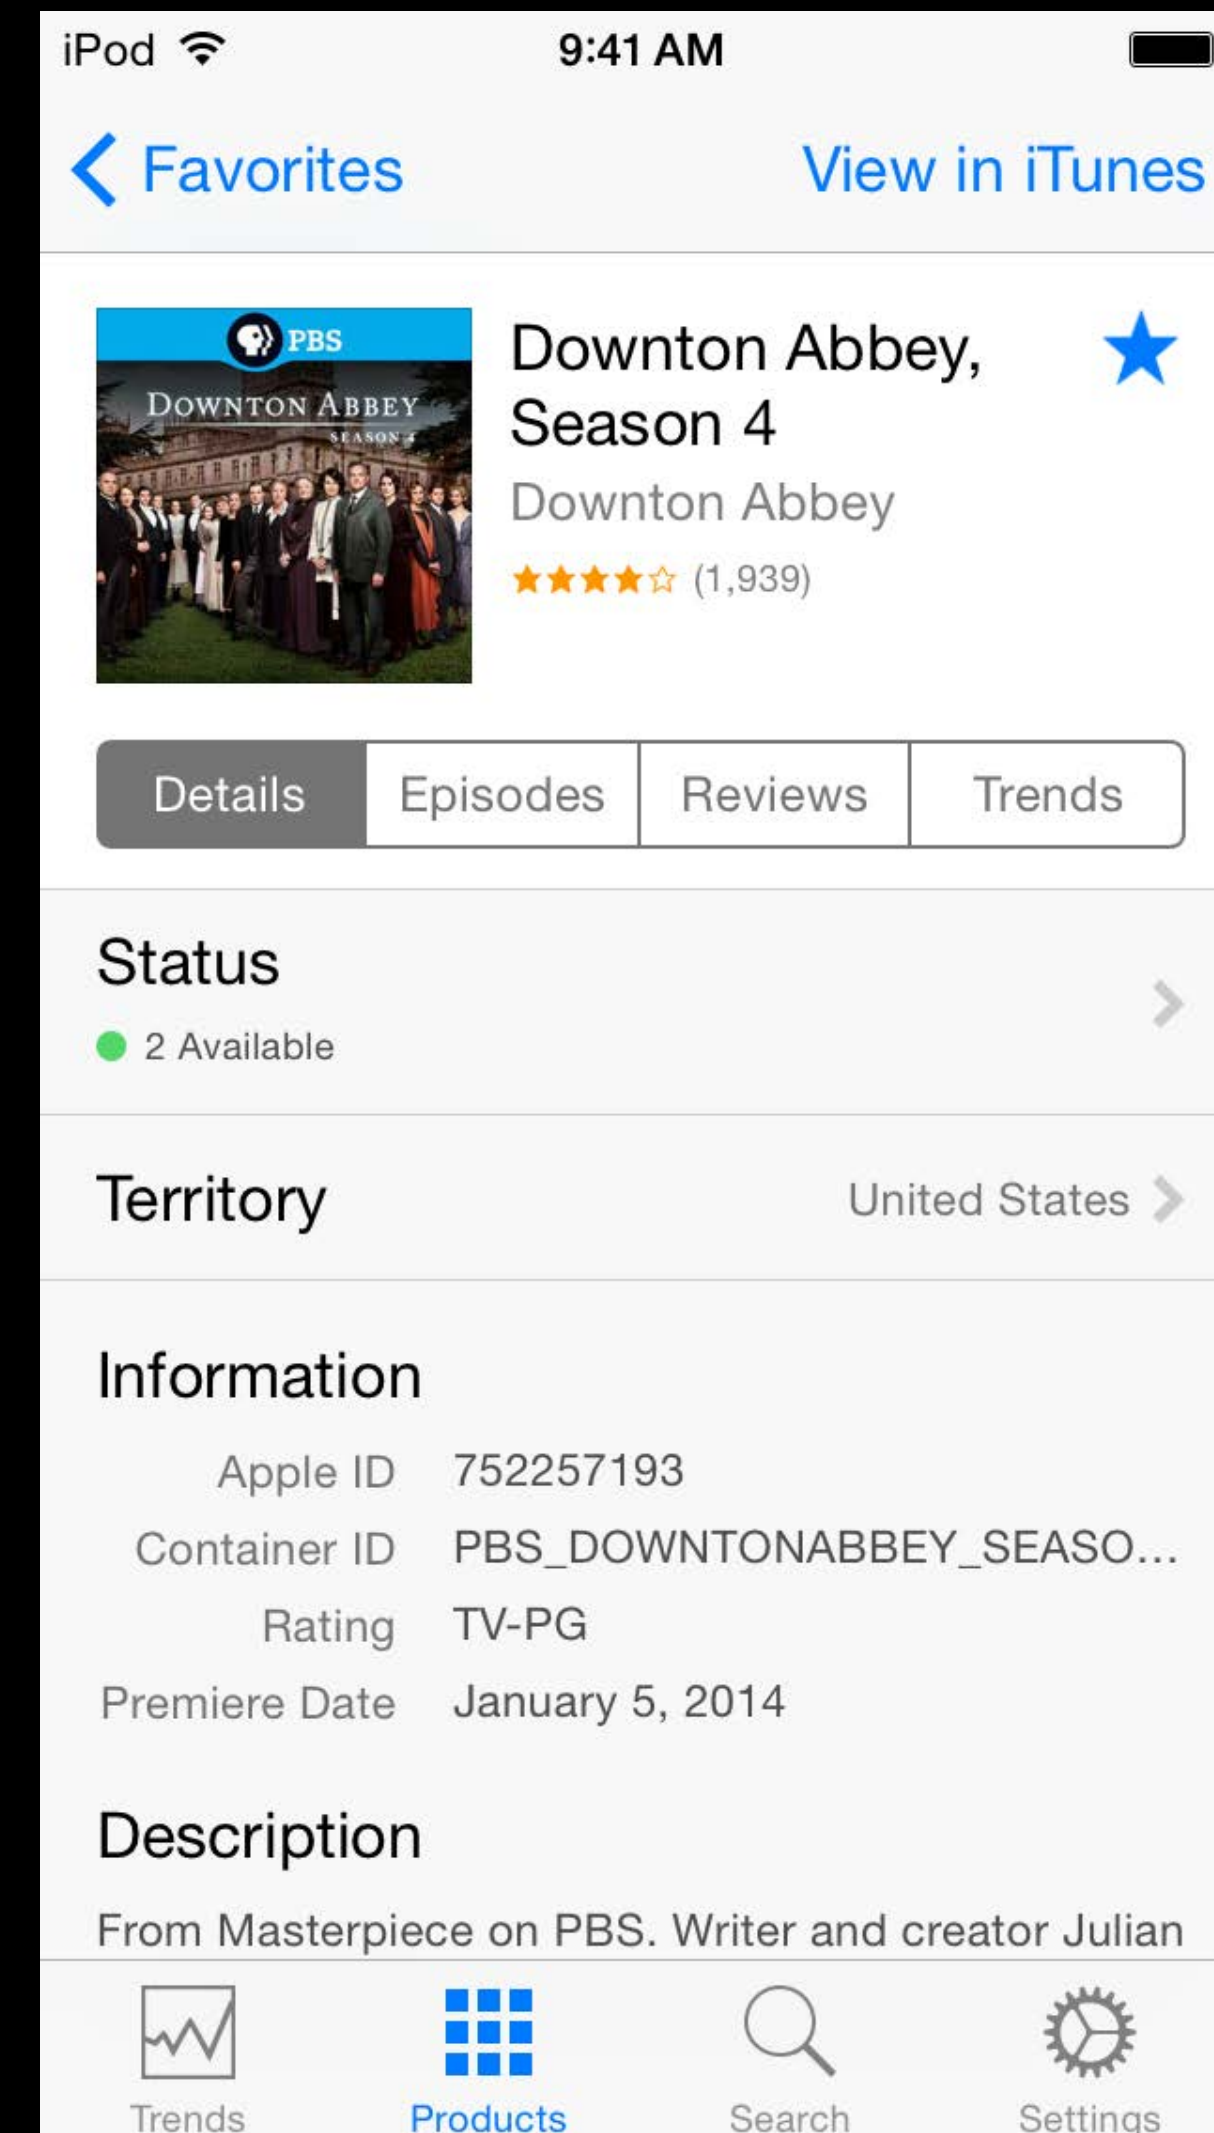 iPod 9:41 AM
Favorites View in iTunes
PBS
DOWNTON ABBEY
SEASON 4
Downton Abbey,
Season 4
Downton Abbey
(1,939)
Details Episodes Reviews Trends
Status
2 Available
Territory United States
Information
Apple ID 752257193
Container ID PBS_DOWNTONABBEY_SEASO...
Rating TV-PG
Premiere Date January 5, 2014
Description
From Masterpiece on PBS. Writer and creator Julian
Trends Products Search Settings